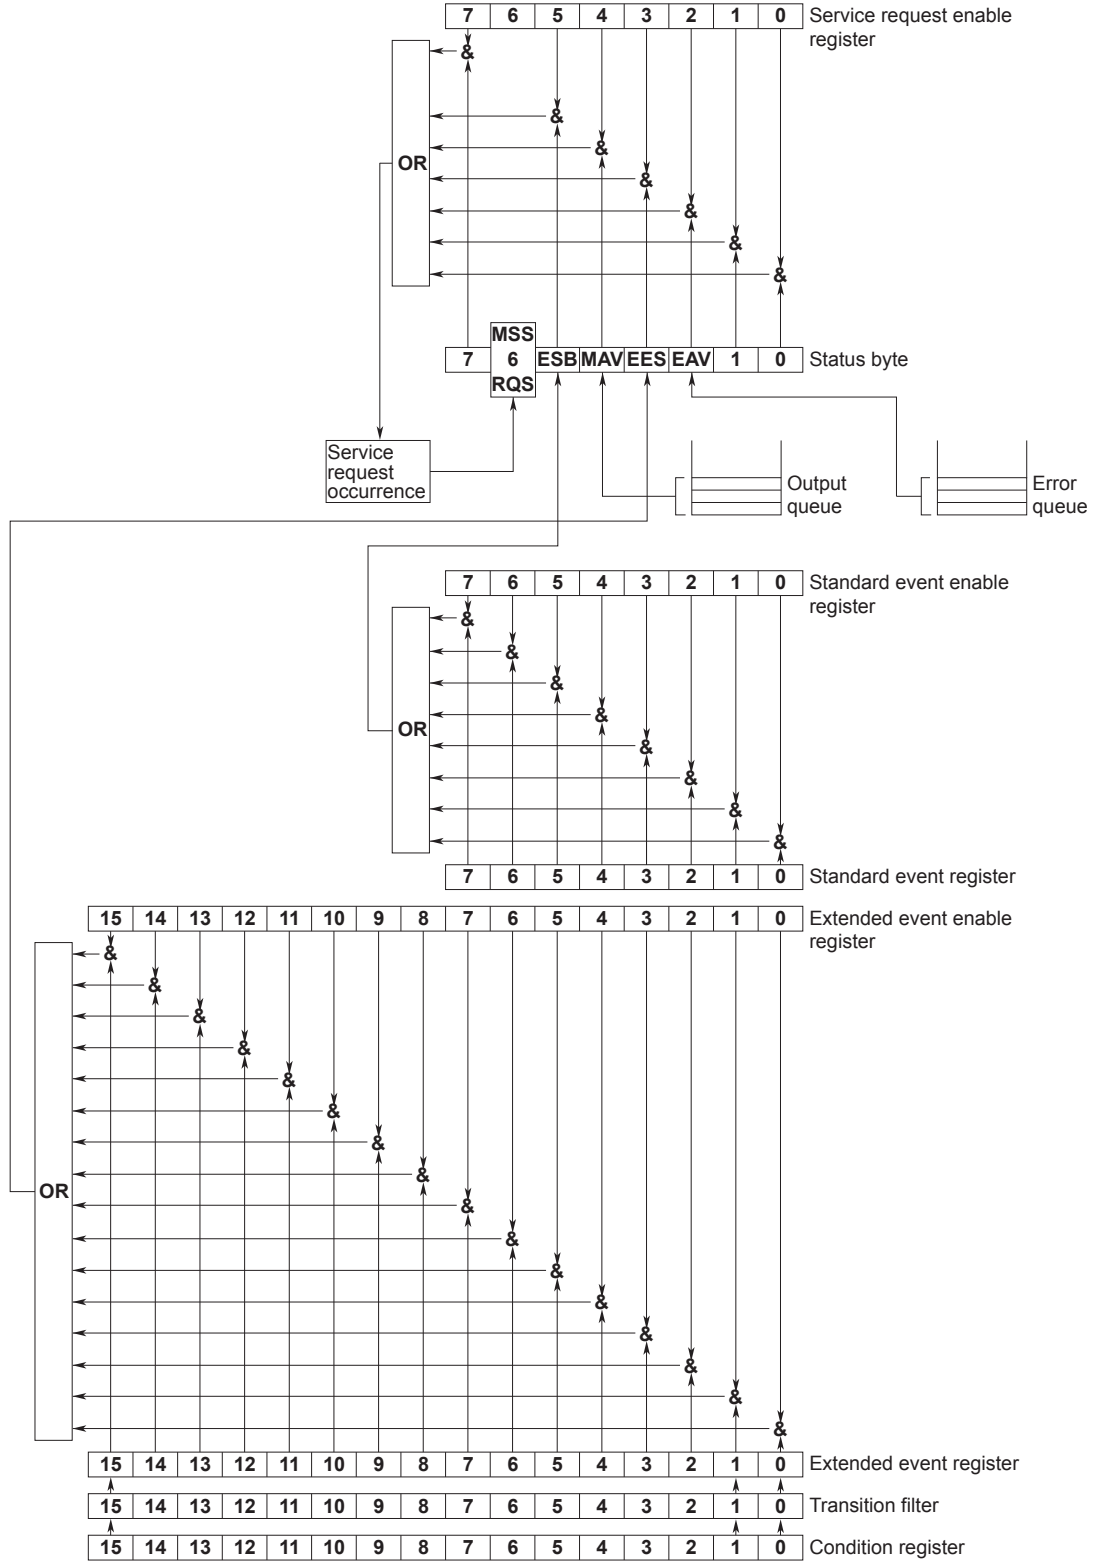 7 6 5 4 3 2 1 0 Service request enable
register
&
&
&
OR
&
&
&
&
MSS
7 6 ESB MAV EES EAV 1 0 Status byte
RQS
Service
request
occurrence
Output
queue
Error
queue
7 6 5 4 3 2 1 0 Standard event enable
register
&
&
&
&
OR
&
&
&
&
7 6 5 4 3 2 1 0 Standard event register
15 14 13 12 11 10 9 8 7 6 5 4 3 2 1 0 Extended event enable
register
&
&
&
&
&
&
&
&
OR
&
&
&
&
&
&
&
&
15 14 13 12 11 10 9 8 7 6 5 4 3 2 1 0 Extended event register
15 14 13 12 11 10 9 8 7 6 5 4 3 2 1 0 Transition filter
15 14 13 12 11 10 9 8 7 6 5 4 3 2 1 0 Condition register